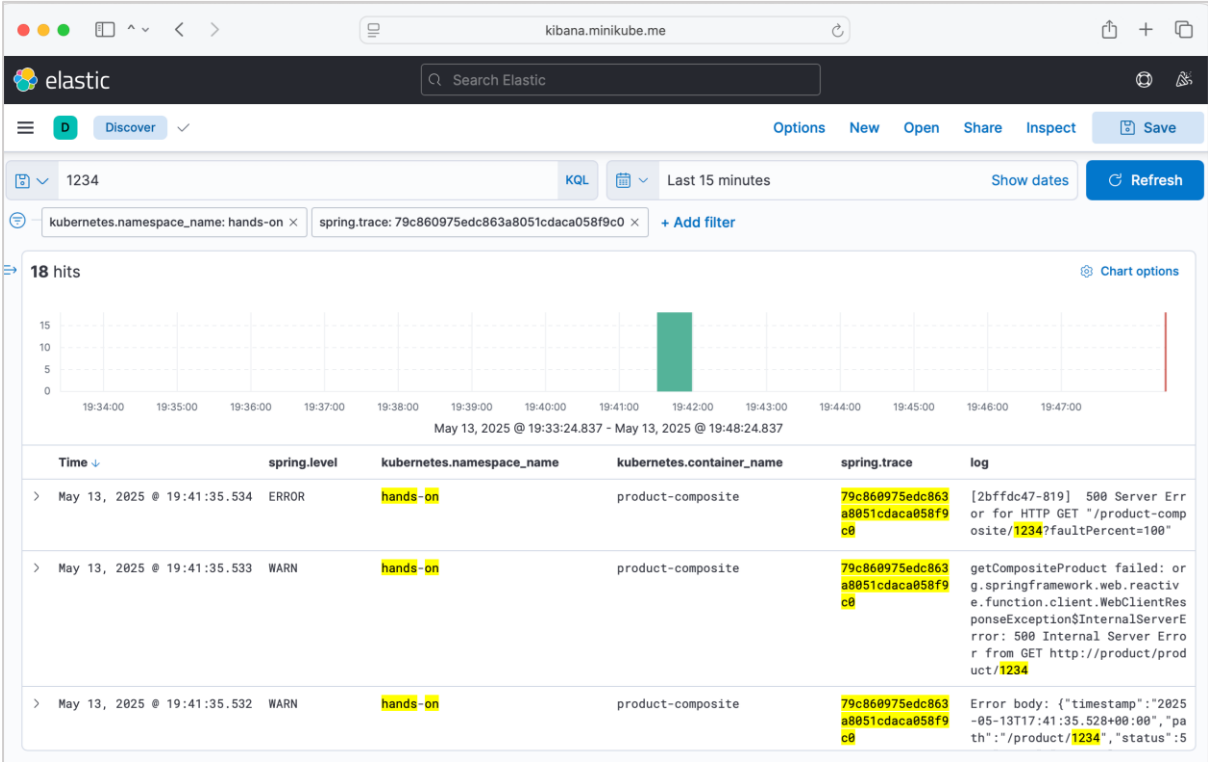 kibana.minikube.me
elastic
Search Elastic
D Discover Options New Open Share Inspect Save
1234 KQL Last 15 minutes Show dates Refresh
kubernetes.namespace_name: hands-on × spring.trace: 79c860975edc863a8051cdaca058f9c0 × + Add filter
18 hits Chart options
15
10
5
0
19:34:00 19:35:00 19:36:00 19:37:00 19:38:00 19:39:00 19:40:00 19:41:00 19:42:00 19:43:00 19:44:00 19:45:00 19:46:00 19:47:00
May 13, 2025 @ 19:33:24.837 - May 13, 2025 @ 19:48:24.837
Time ↓ spring.level kubernetes.namespace_name kubernetes.container_name spring.trace log
May 13, 2025 @ 19:41:35.534 ERROR hands-on product-composite 79c860975edc863 [2bffdc47-819]  500 Server Err
a8051cdaca058f9 or for HTTP GET "/product-comp
c0 osite/1234?faultPercent=100"
May 13, 2025 @ 19:41:35.533 WARN hands-on product-composite 79c860975edc863 getCompositeProduct failed: or
a8051cdaca058f9 g.springframework.web.reactiv
c0 e.function.client.WebClientRes
ponseException$InternalServerE
rror: 500 Internal Server Erro
r from GET http://product/prod
uct/1234
May 13, 2025 @ 19:41:35.532 WARN hands-on product-composite 79c860975edc863 Error body: {"timestamp":"2025
a8051cdaca058f9 -05-13T17:41:35.528+00:00","pa
c0 th":"/product/1234","status":5